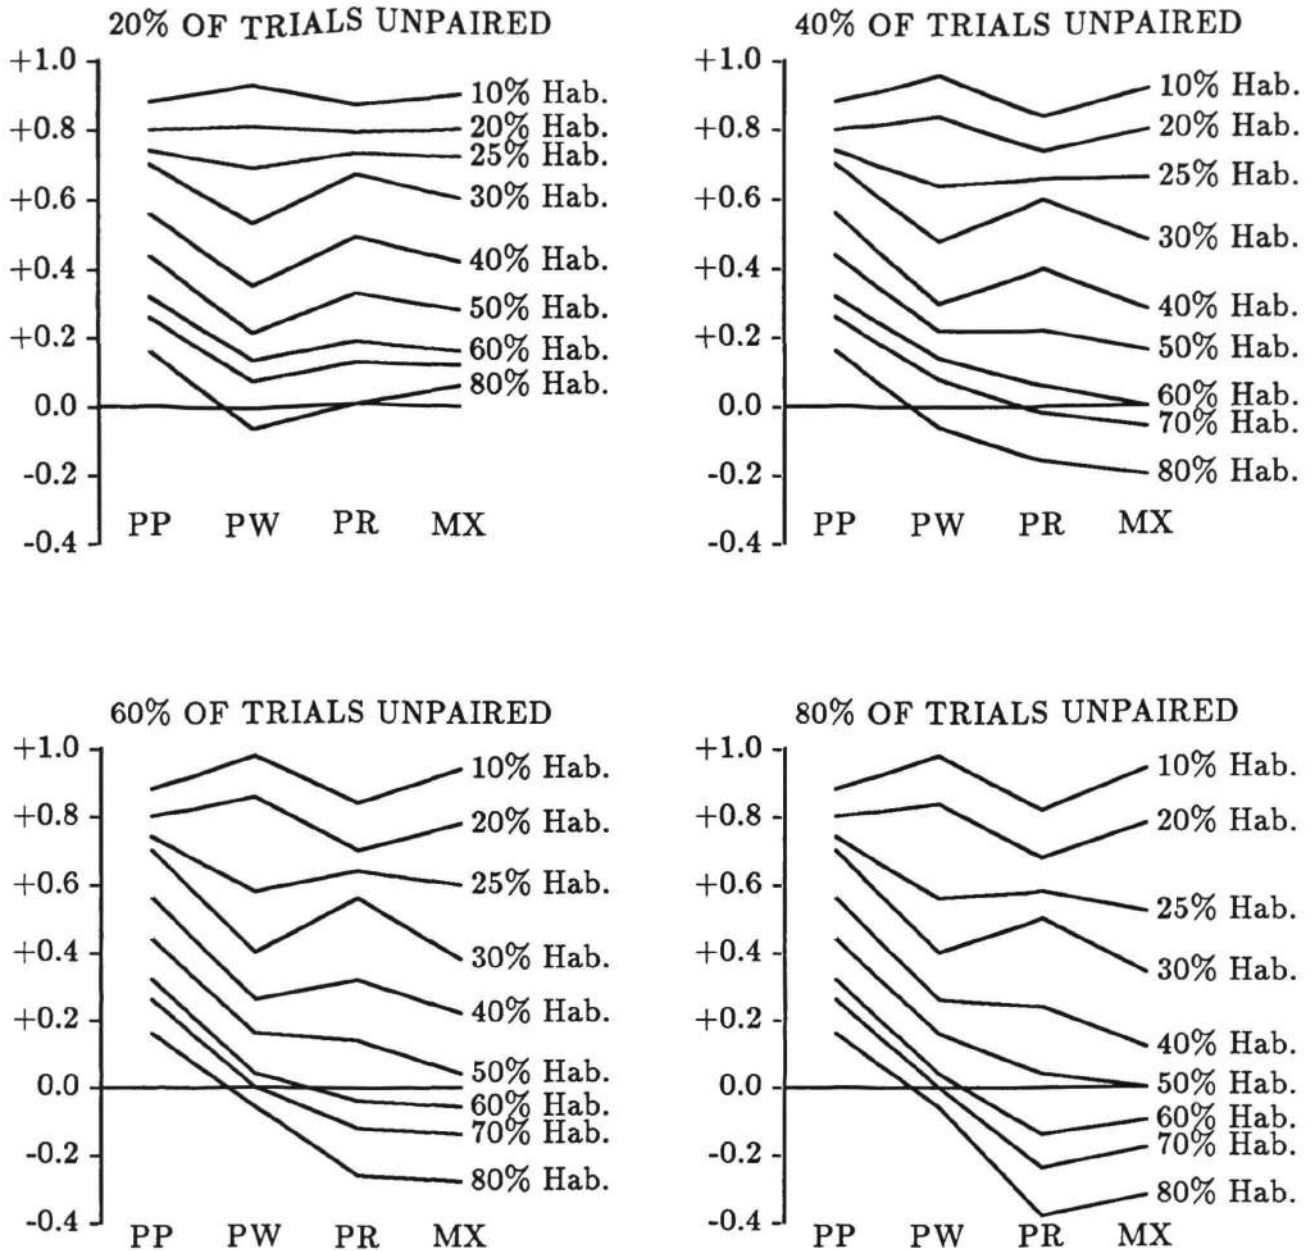 20% OF TRIALS UNPAIRED
+1.0
+0.8
+0.6
+0.4
+0.2
0.0
-0.2
-0.4
10% Hab.
20% Hab.
25% Hab.
30% Hab.
40% Hab.
50% Hab.
60% Hab.
80% Hab.
PP PW PR MX
40% OF TRIALS UNPAIRED
+1.0
+0.8
+0.6
+0.4
+0.2
0.0
-0.2
-0.4
10% Hab.
20% Hab.
25% Hab.
30% Hab.
40% Hab.
50% Hab.
60% Hab.
70% Hab.
80% Hab.
PP PW PR MX
60% OF TRIALS UNPAIRED
+1.0
+0.8
+0.6
+0.4
+0.2
0.0
-0.2
-0.4
10% Hab.
20% Hab.
25% Hab.
30% Hab.
40% Hab.
50% Hab.
60% Hab.
70% Hab.
80% Hab.
PP PW PR MX
80% OF TRIALS UNPAIRED
+1.0
+0.8
+0.6
+0.4
+0.2
0.0
-0.2
-0.4
10% Hab.
20% Hab.
25% Hab.
30% Hab.
40% Hab.
50% Hab.
60% Hab.
70% Hab.
80% Hab.
PP PW PR MX